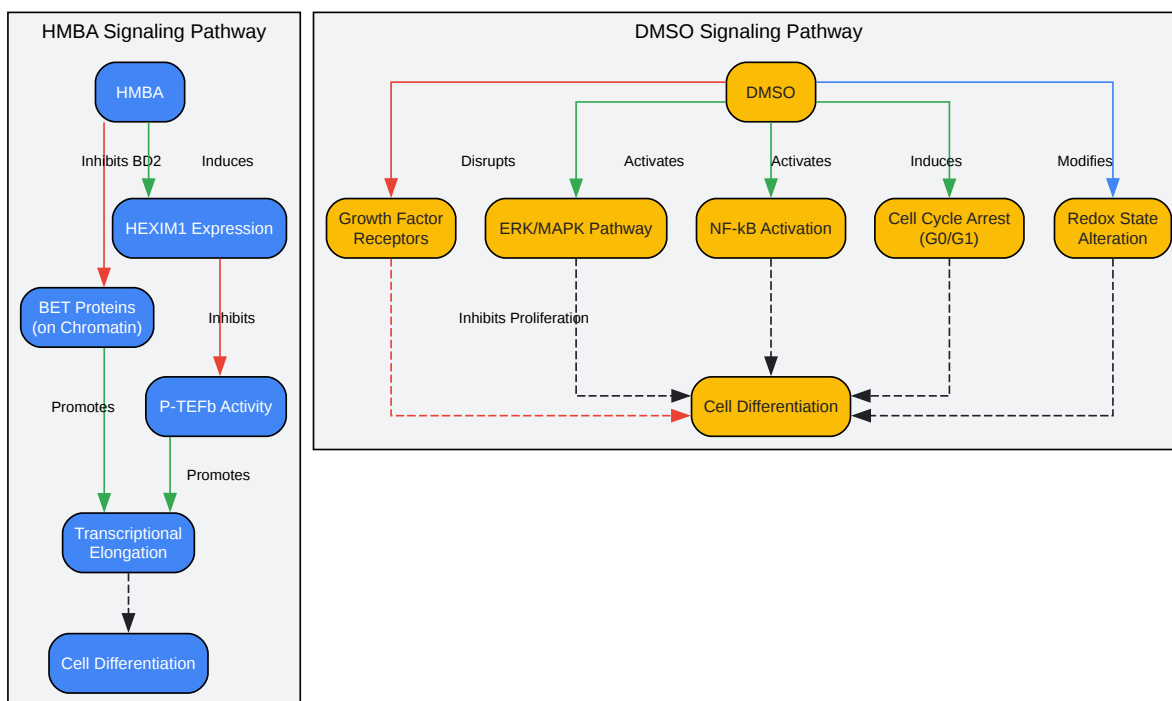 HMBA Signaling Pathway
HMBA
Inhibits BD2
Induces
HEXIM1 Expression
BET Proteins
(on Chromatin)
Inhibits
Promotes
P-TEFb Activity
Promotes
Transcriptional
Elongation
Cell Differentiation
DMSO Signaling Pathway
DMSO
Disrupts
Activates
Activates
Induces
Modifies
Growth Factor
Receptors
ERK/MAPK Pathway
NF-kB Activation
Cell Cycle Arrest
(G0/G1)
Redox State
Alteration
Inhibits Proliferation
Cell Differentiation